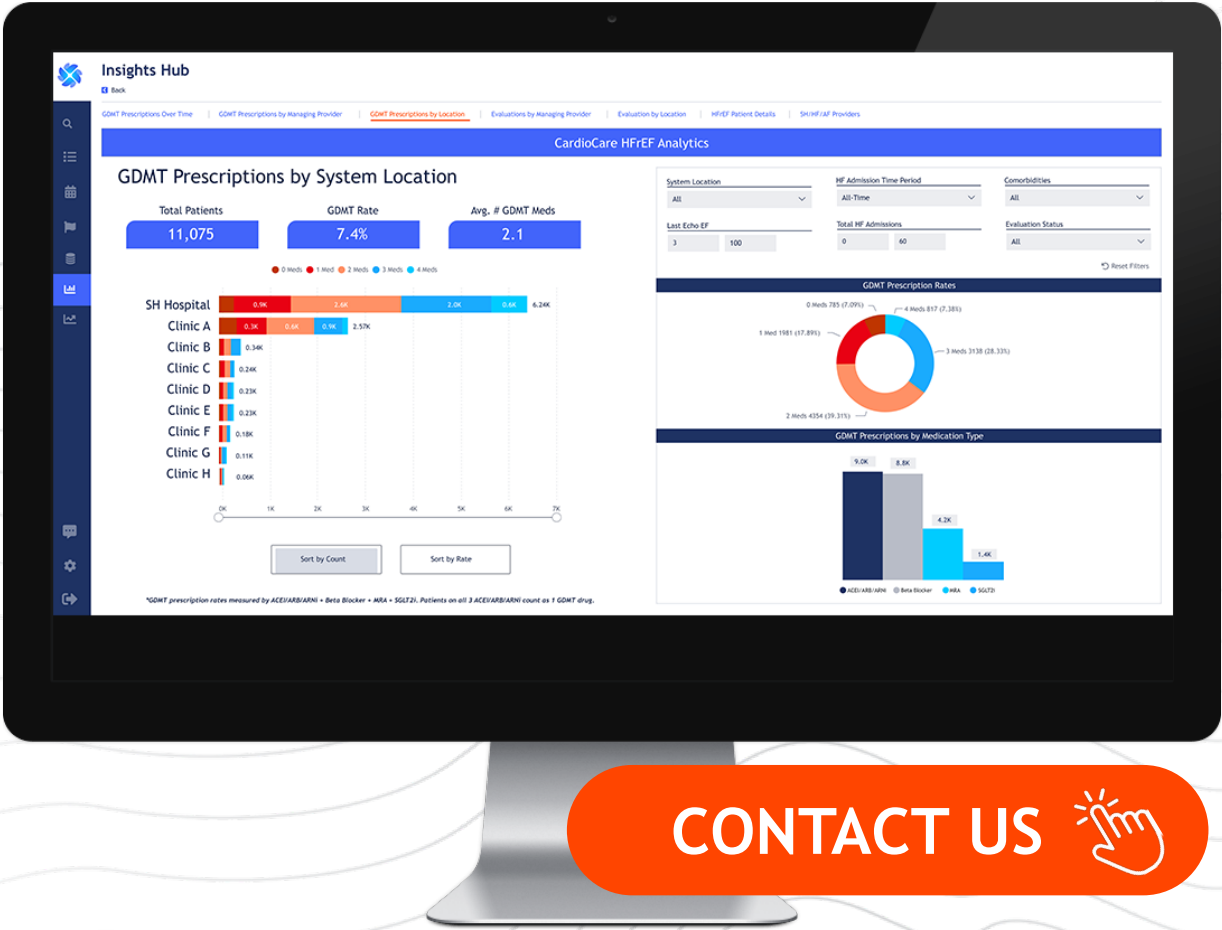 Insights Hub
Back
GDMT Prescriptions Over Time | GDMT Prescriptions by Managing Provider | GDMT Prescriptions by Location | Evaluations by Managing Provider | Evaluation by Location | HFrEF Patient Details | SH/HF/AF Providers
CardioCare HFrEF Analytics
GDMT Prescriptions by System Location
Total Patients GDMT Rate Avg. # GDMT Meds
11,075 7.4% 2.1
0 Meds 1 Med 2 Meds 3 Meds 4 Meds
SH Hospital 0.9K 2.6K 2.0K 0.6K 6.24K
Clinic A 0.3K 0.6K 0.9K 2.57K
Clinic B 0.34K
Clinic C 0.24K
Clinic D 0.23K
Clinic E 0.23K
Clinic F 0.18K
Clinic G 0.11K
Clinic H 0.06K
0K 1K 2K 3K 4K 5K 6K 7K
Sort by Count Sort by Rate
*GDMT prescription rates measured by ACEI/ARB/ARNi + Beta Blocker + MRA + SGLT2i. Patients on all 3 ACEI/ARB/ARNi count as 1 GDMT drug.
System Location HF Admission Time Period Comorbidities
All All-Time All
Last Echo EF Total HF Admissions Evaluation Status
3 100 0 60 All
Reset Filters
GDMT Prescription Rates
0 Meds 785 (7.09%) 4 Meds 817 (7.38%)
1 Med 1981 (17.89%)
3 Meds 3138 (28.33%)
2 Meds 4354 (39.31%)
GDMT Prescriptions by Medication Type
9.0K 8.8K
4.2K
1.4K
ACEI/ARB/ARNi Beta Blocker MRA SGLT2i
CONTACT US